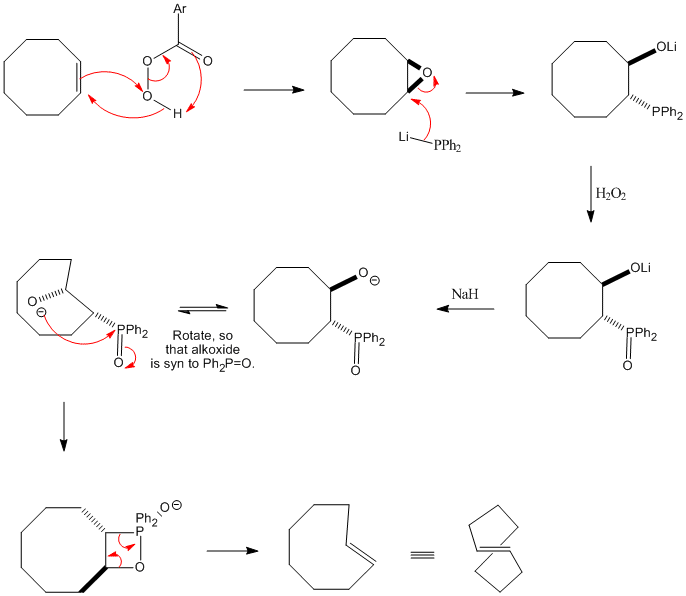 Ar
O
O
O
H
O
Li
PPh2
OLi
PPh2
H2O2
O
⊖
PPh2
O
Rotate, so
that alkoxide
is syn to Ph2P=O.
O
⊖
PPh2
O
NaH
OLi
PPh2
O
O
⊖
Ph2
P
O